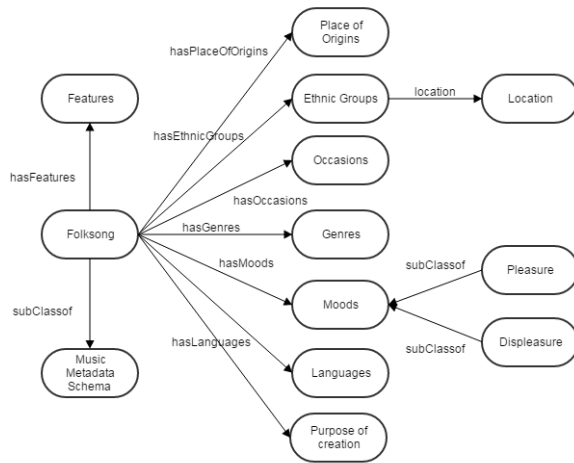 Place of
Origins
hasPlaceOfOrigins
Features
Ethnic Groups
location
Location
hasEthnicGroups
Occasions
hasFeatures
hasOccasions
Folksong
hasGenres
Genres
hasMoods
subClassof
Pleasure
Moods
subClassof
hasLanguages
subClassof
Displeasure
Music
Metadata
Schema
Languages
Purpose of
creation